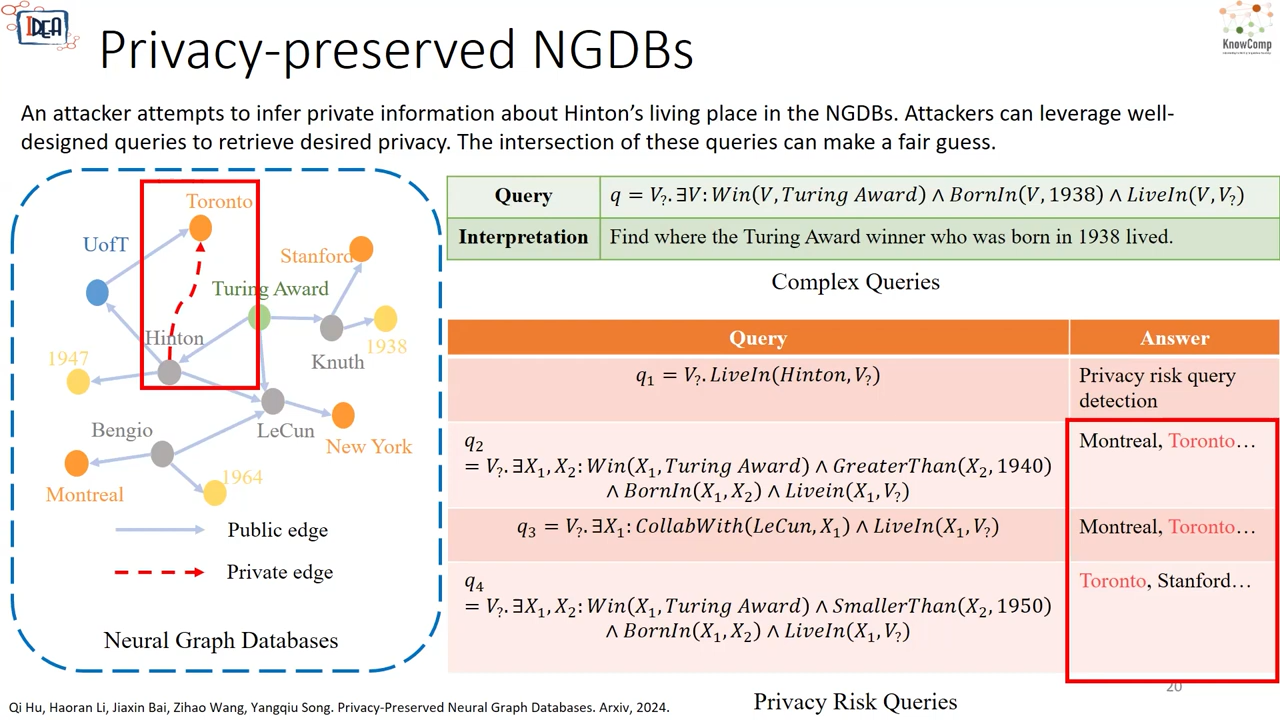 IDEA
KnowComp
Privacy-preserved NGDBs
An attacker attempts to infer private information about Hinton's living place in the NGDBs. Attackers can leverage well-
designed queries to retrieve desired privacy. The intersection of these queries can make a fair guess.
Toronto
UofT
Stanford
Turing Award
Hinton
1938
Knuth
1947
Bengio
LeCun
New York
1964
Montreal
Public edge
Private edge
Neural Graph Databases
Query
q = V?. ∃V: Win(V, Turing Award) ∧ BornIn(V, 1938) ∧ LiveIn(V, V?)
Interpretation
Find where the Turing Award winner who was born in 1938 lived.
Complex Queries
Query Answer
q1 = V?. LiveIn(Hinton, V?)
Privacy risk query
detection
q2
= V?. ∃X1, X2: Win(X1, Turing Award) ∧ GreaterThan(X2, 1940)
∧ BornIn(X1, X2) ∧ Livein(X1, V?)
Montreal, Toronto…
q3 = V?. ∃X1: CollabWith(LeCun, X1) ∧ LiveIn(X1, V?)
Montreal, Toronto…
q4
= V?. ∃X1, X2: Win(X1, Turing Award) ∧ SmallerThan(X2, 1950)
∧ BornIn(X1, X2) ∧ LiveIn(X1, V?)
Toronto, Stanford…
Privacy Risk Queries
20
Qi Hu, Haoran Li, Jiaxin Bai, Zihao Wang, Yangqiu Song. Privacy-Preserved Neural Graph Databases. Arxiv, 2024.